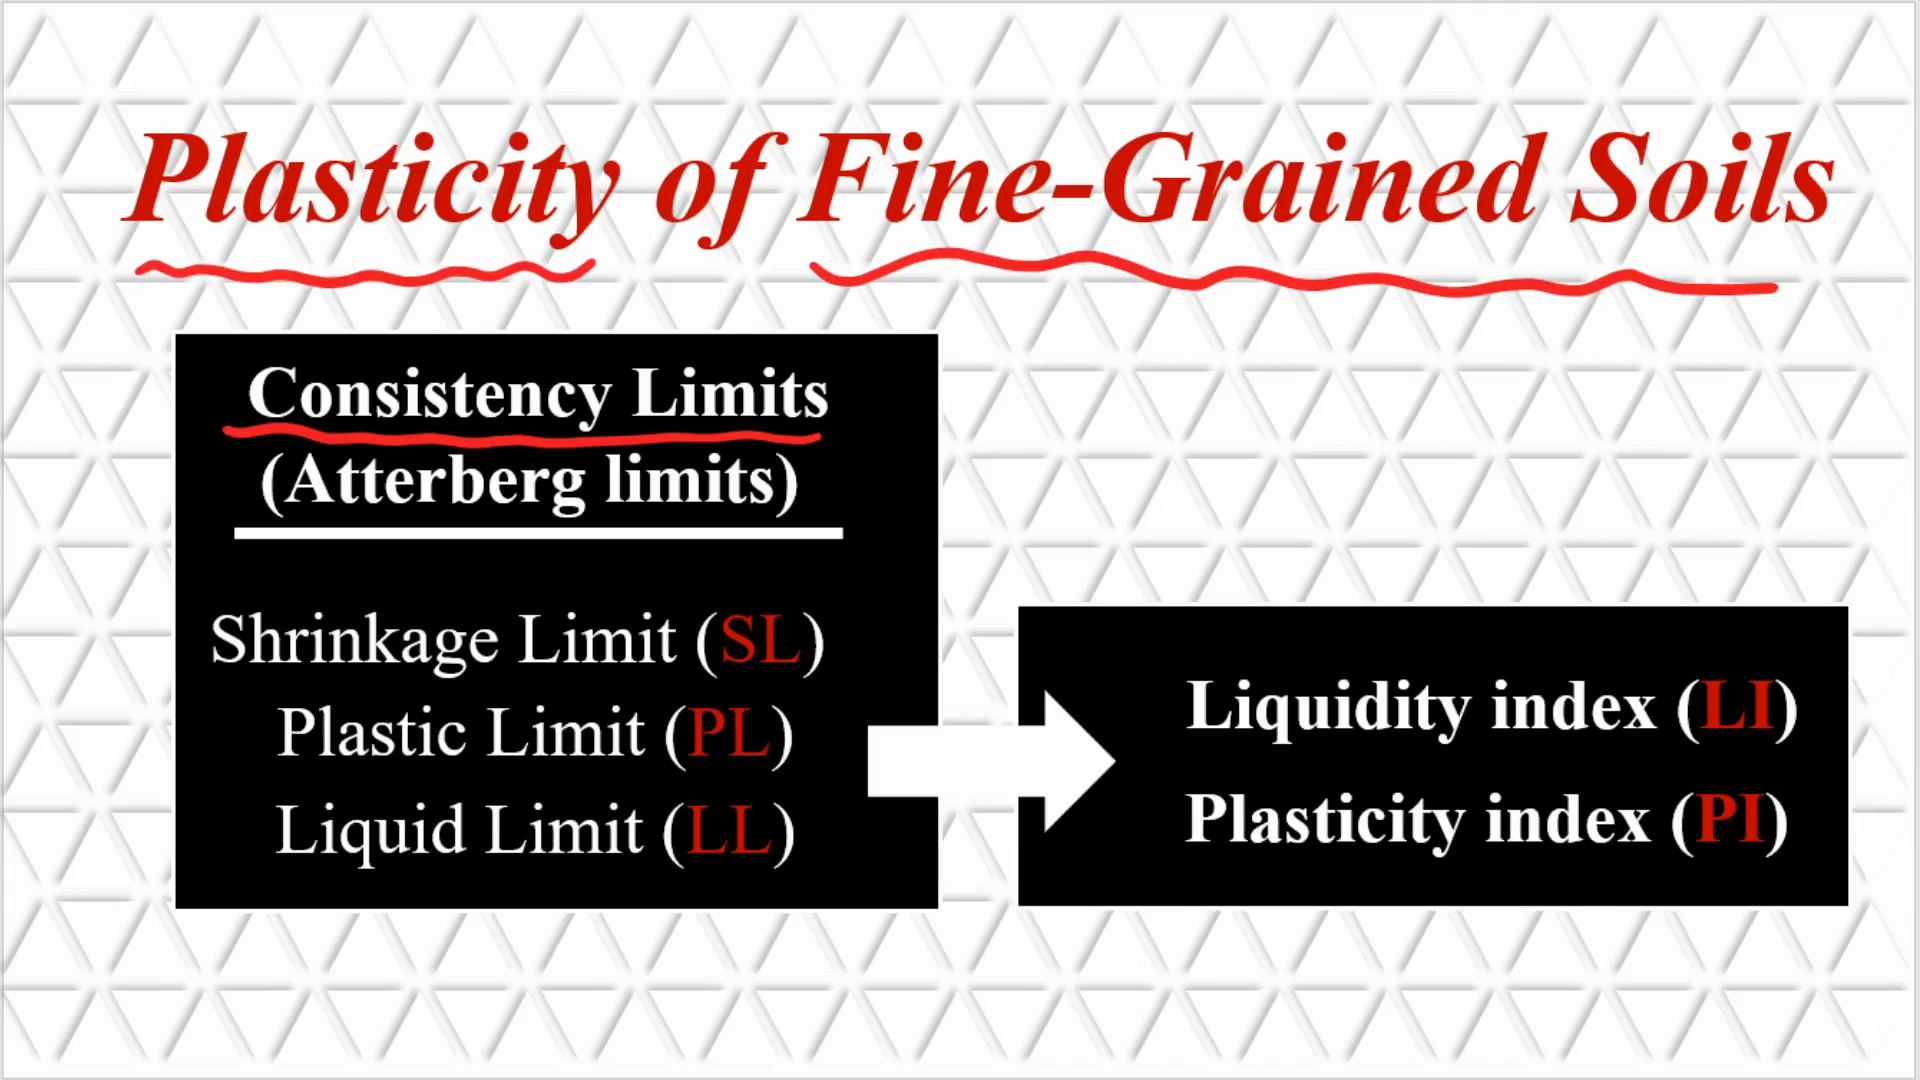 Plasticity of Fine-Grained Soils
Consistency Limits
(Atterberg limits)
Shrinkage Limit (SL)
Plastic Limit (PL)
Liquid Limit (LL)
Liquidity index (LI)
Plasticity index (PI)